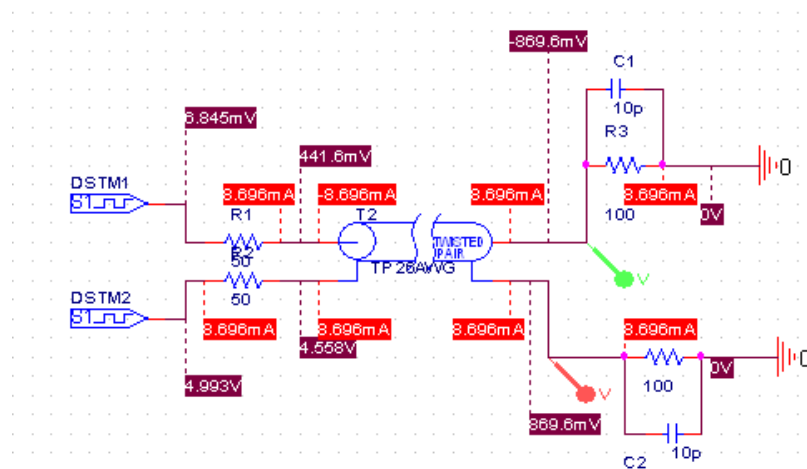 -869.6mV
C1
10p
6.845mV
R3
441.6mV
DSTM1
S1
8.696mA
-8.696mA
8.696mA
8.696mA
0
R1
T2
100
0V
R2
50
TWISTED
PAIR
TP 26AWG
V
DSTM2
S1
50
8.696mA
8.696mA
8.696mA
8.696mA
4.558V
0
4.993V
100
0V
V
869.6mV
10p
C2